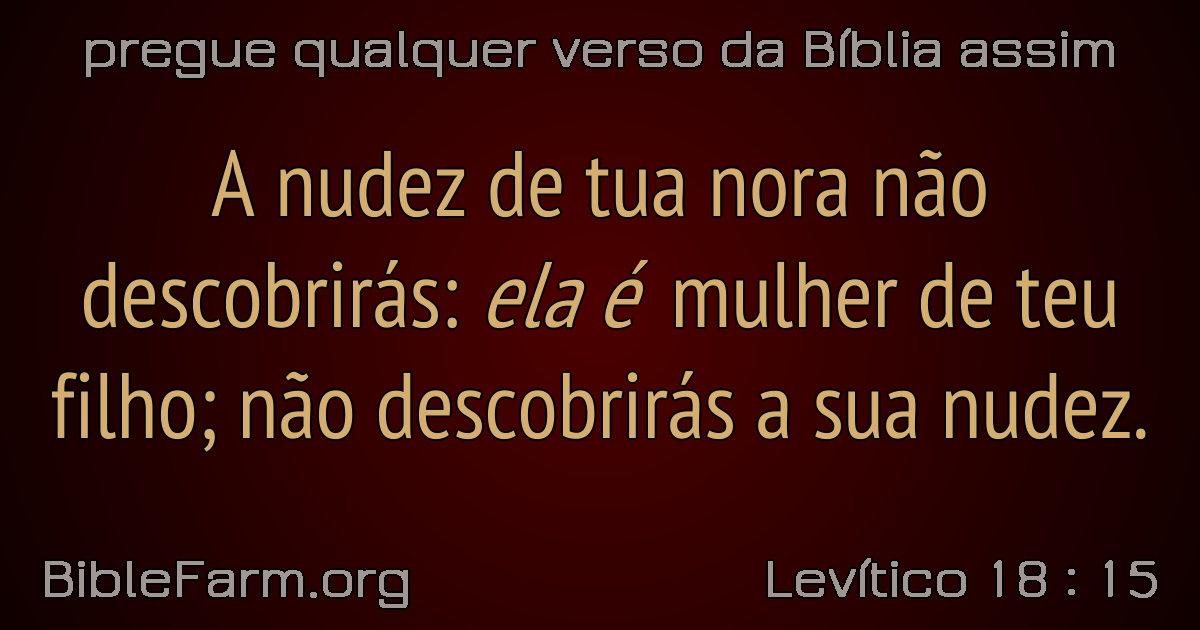 pregue qualquer verso da Bíblia assim
A nudez de tua nora não
descobrirás: ela é mulher de teu
filho; não descobrirás a sua nudez.
BibleFarm.org
Levítico 18 : 15